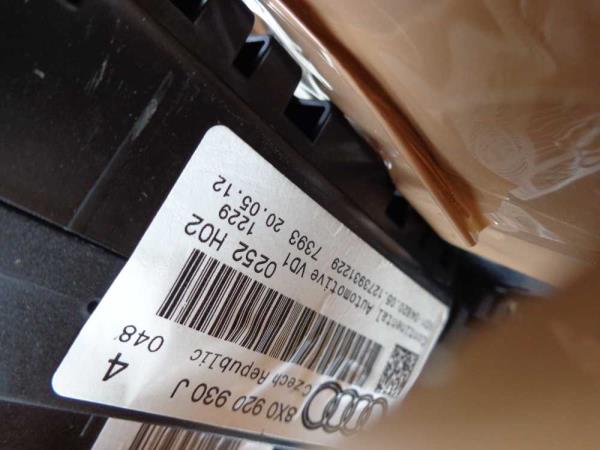 8X0 920 930 J
Czech Republic
4
048
0252 H02
Continental Automotive VD1 1229
7393 20.05.12